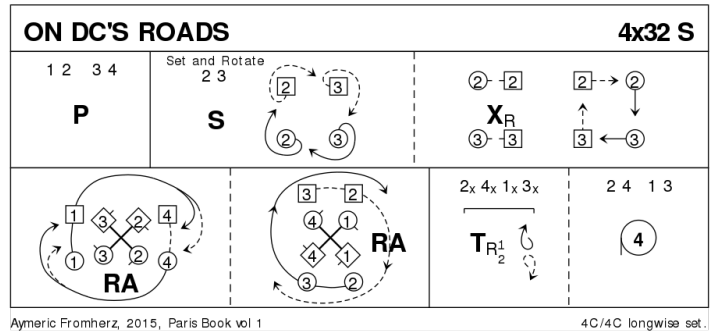 ON DC'S ROADS 4x32 S
1 2 3 4
P
Set and Rotate
2 3
S
2 3
2 3
2 2
X R
3 3
2 2
3 3
1 3 2 4
1 3 2 4
RA
3 2
4 1
RA
4 1
3 2
2x 4x 1x 3x
T R 1/2
2 4 1 3
4
Aymeric Fromherz, 2015, Paris Book vol 1 4C/4C longwise set.